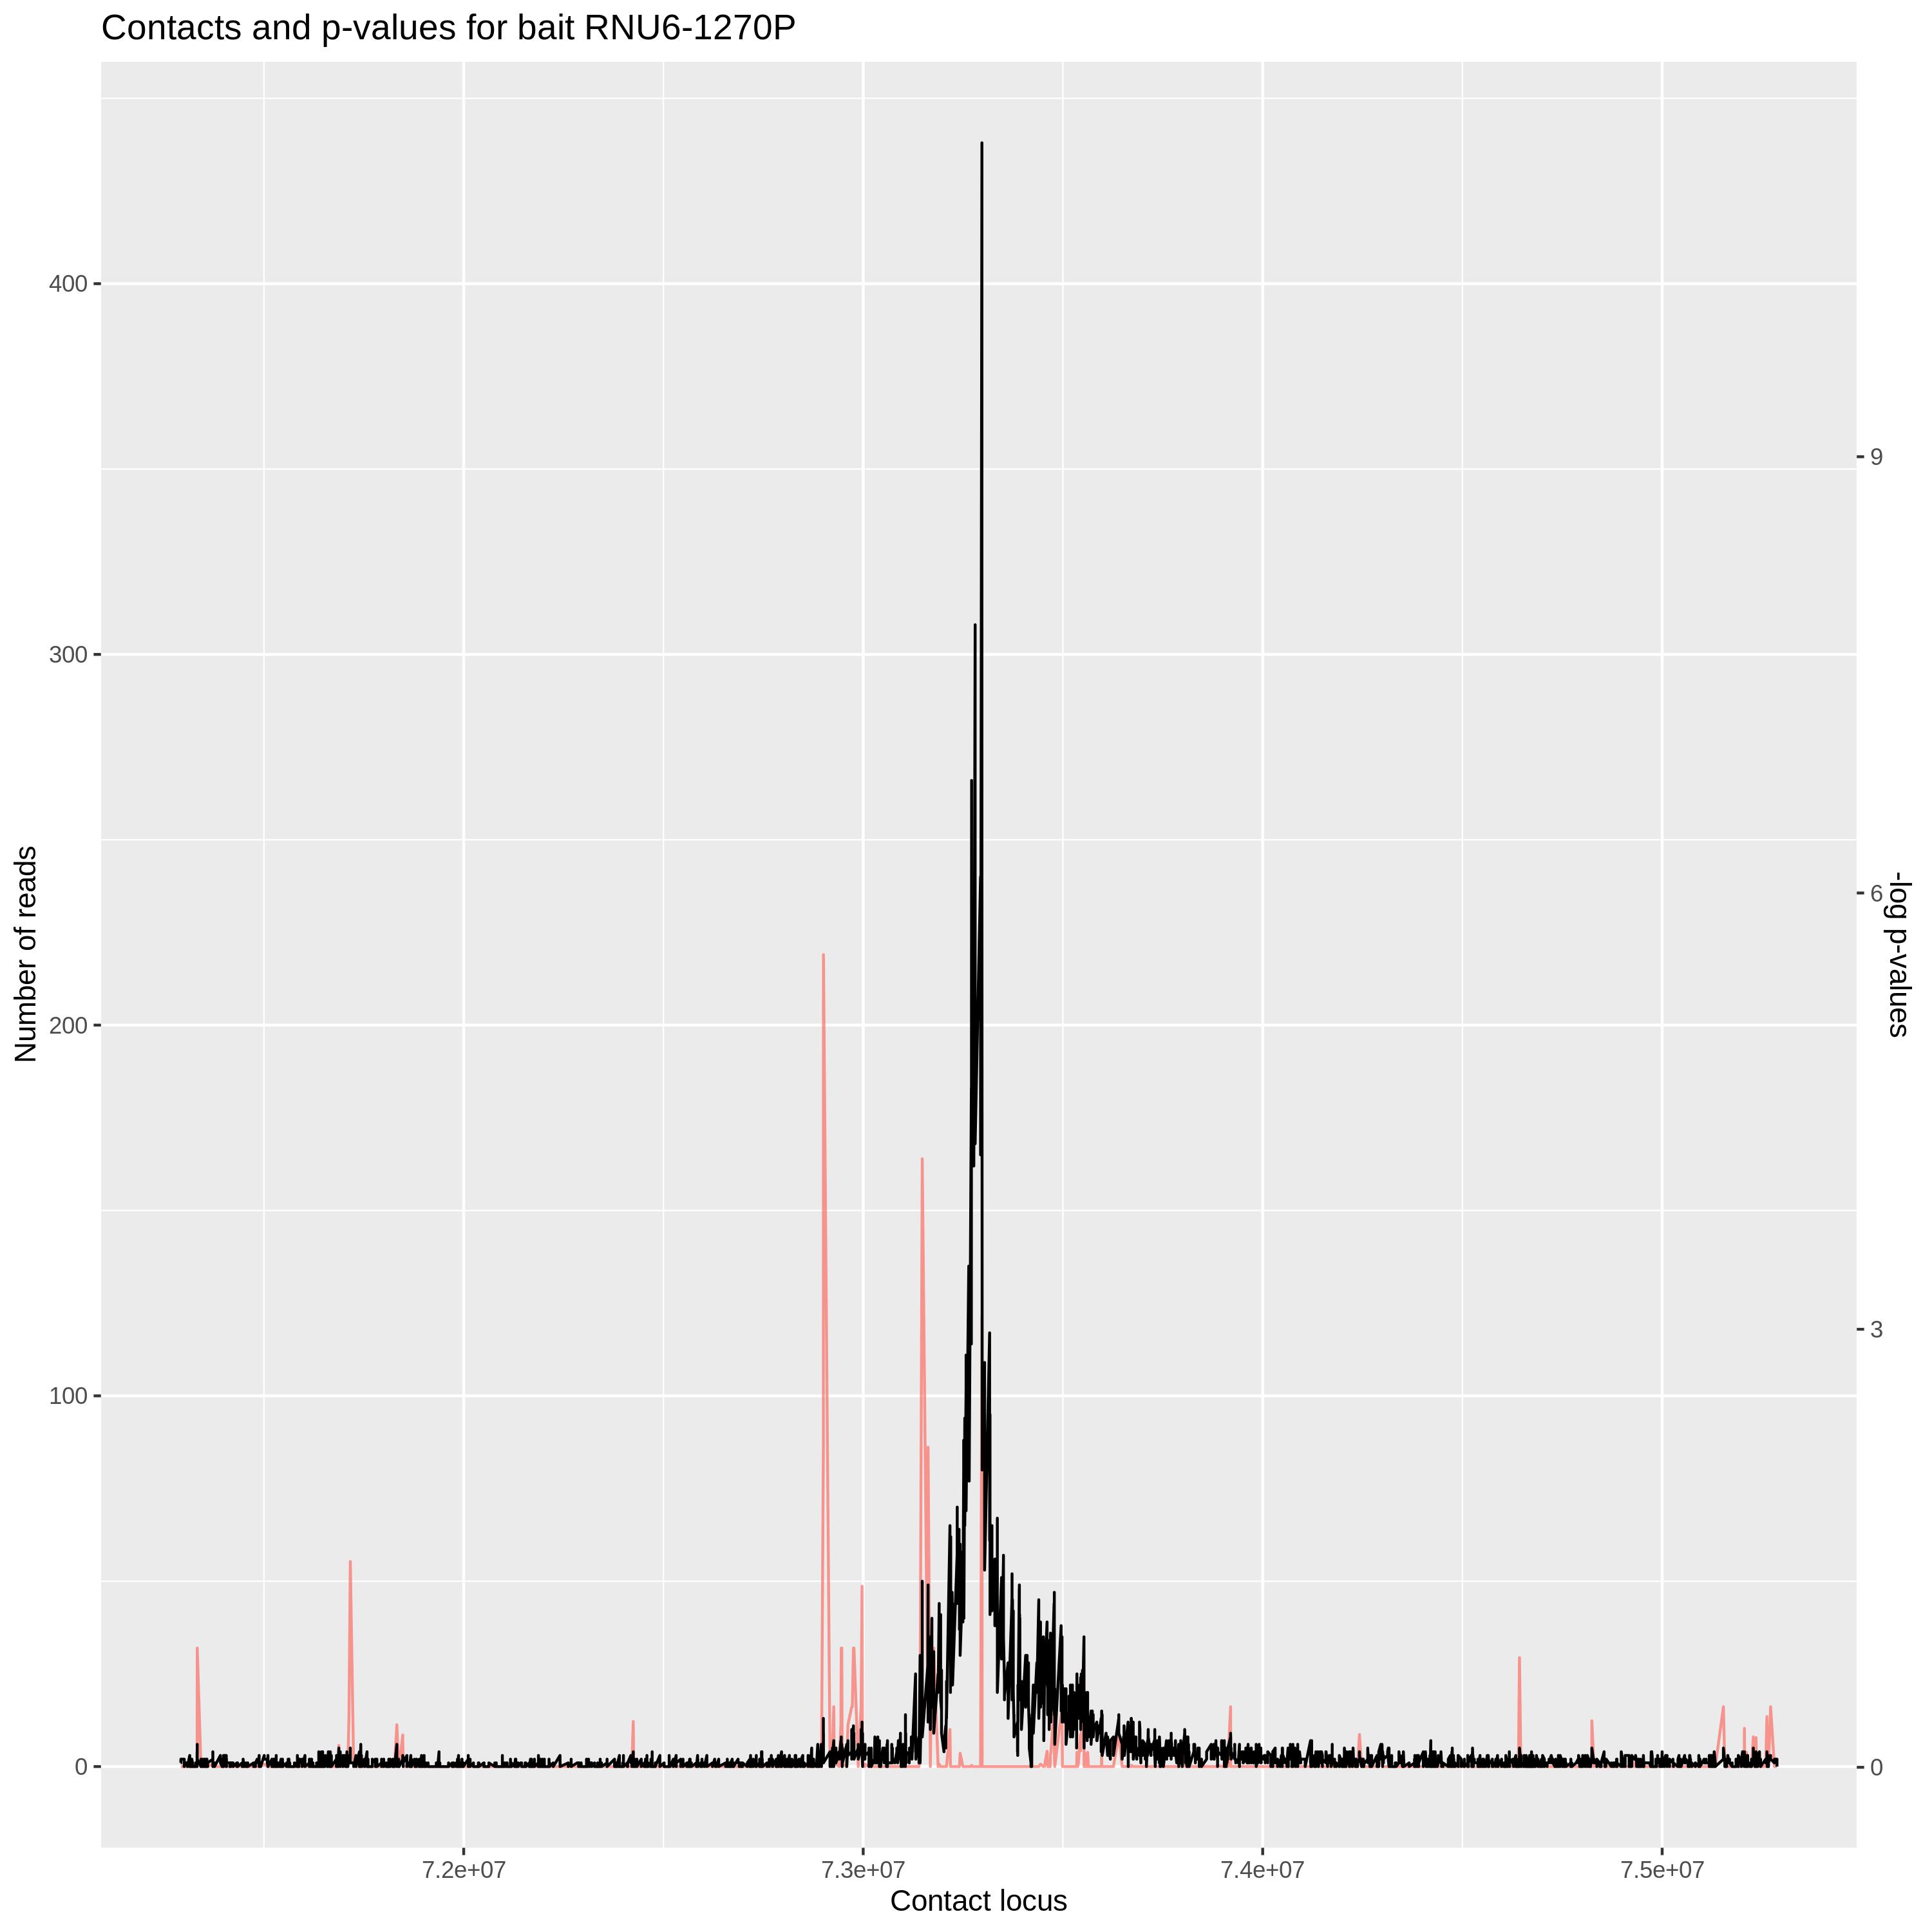 Contacts and p-values for bait RNU6-1270P
400
300
200
100
0
Number of reads
9
6
3
0
-log p-values
7.2e+07
7.3e+07
7.4e+07
7.5e+07
Contact locus